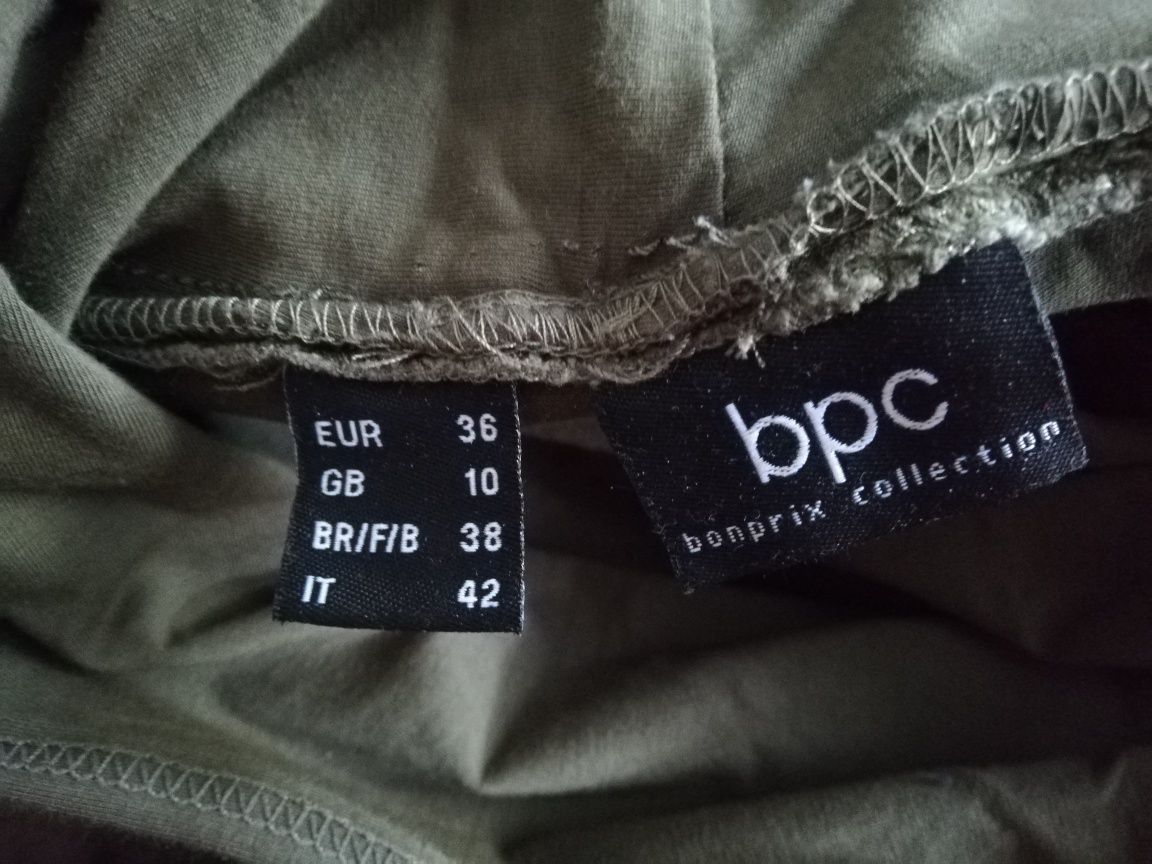 EUR 36
GB 10
BR/F/B 38
IT 42
bpc
bonprix collection